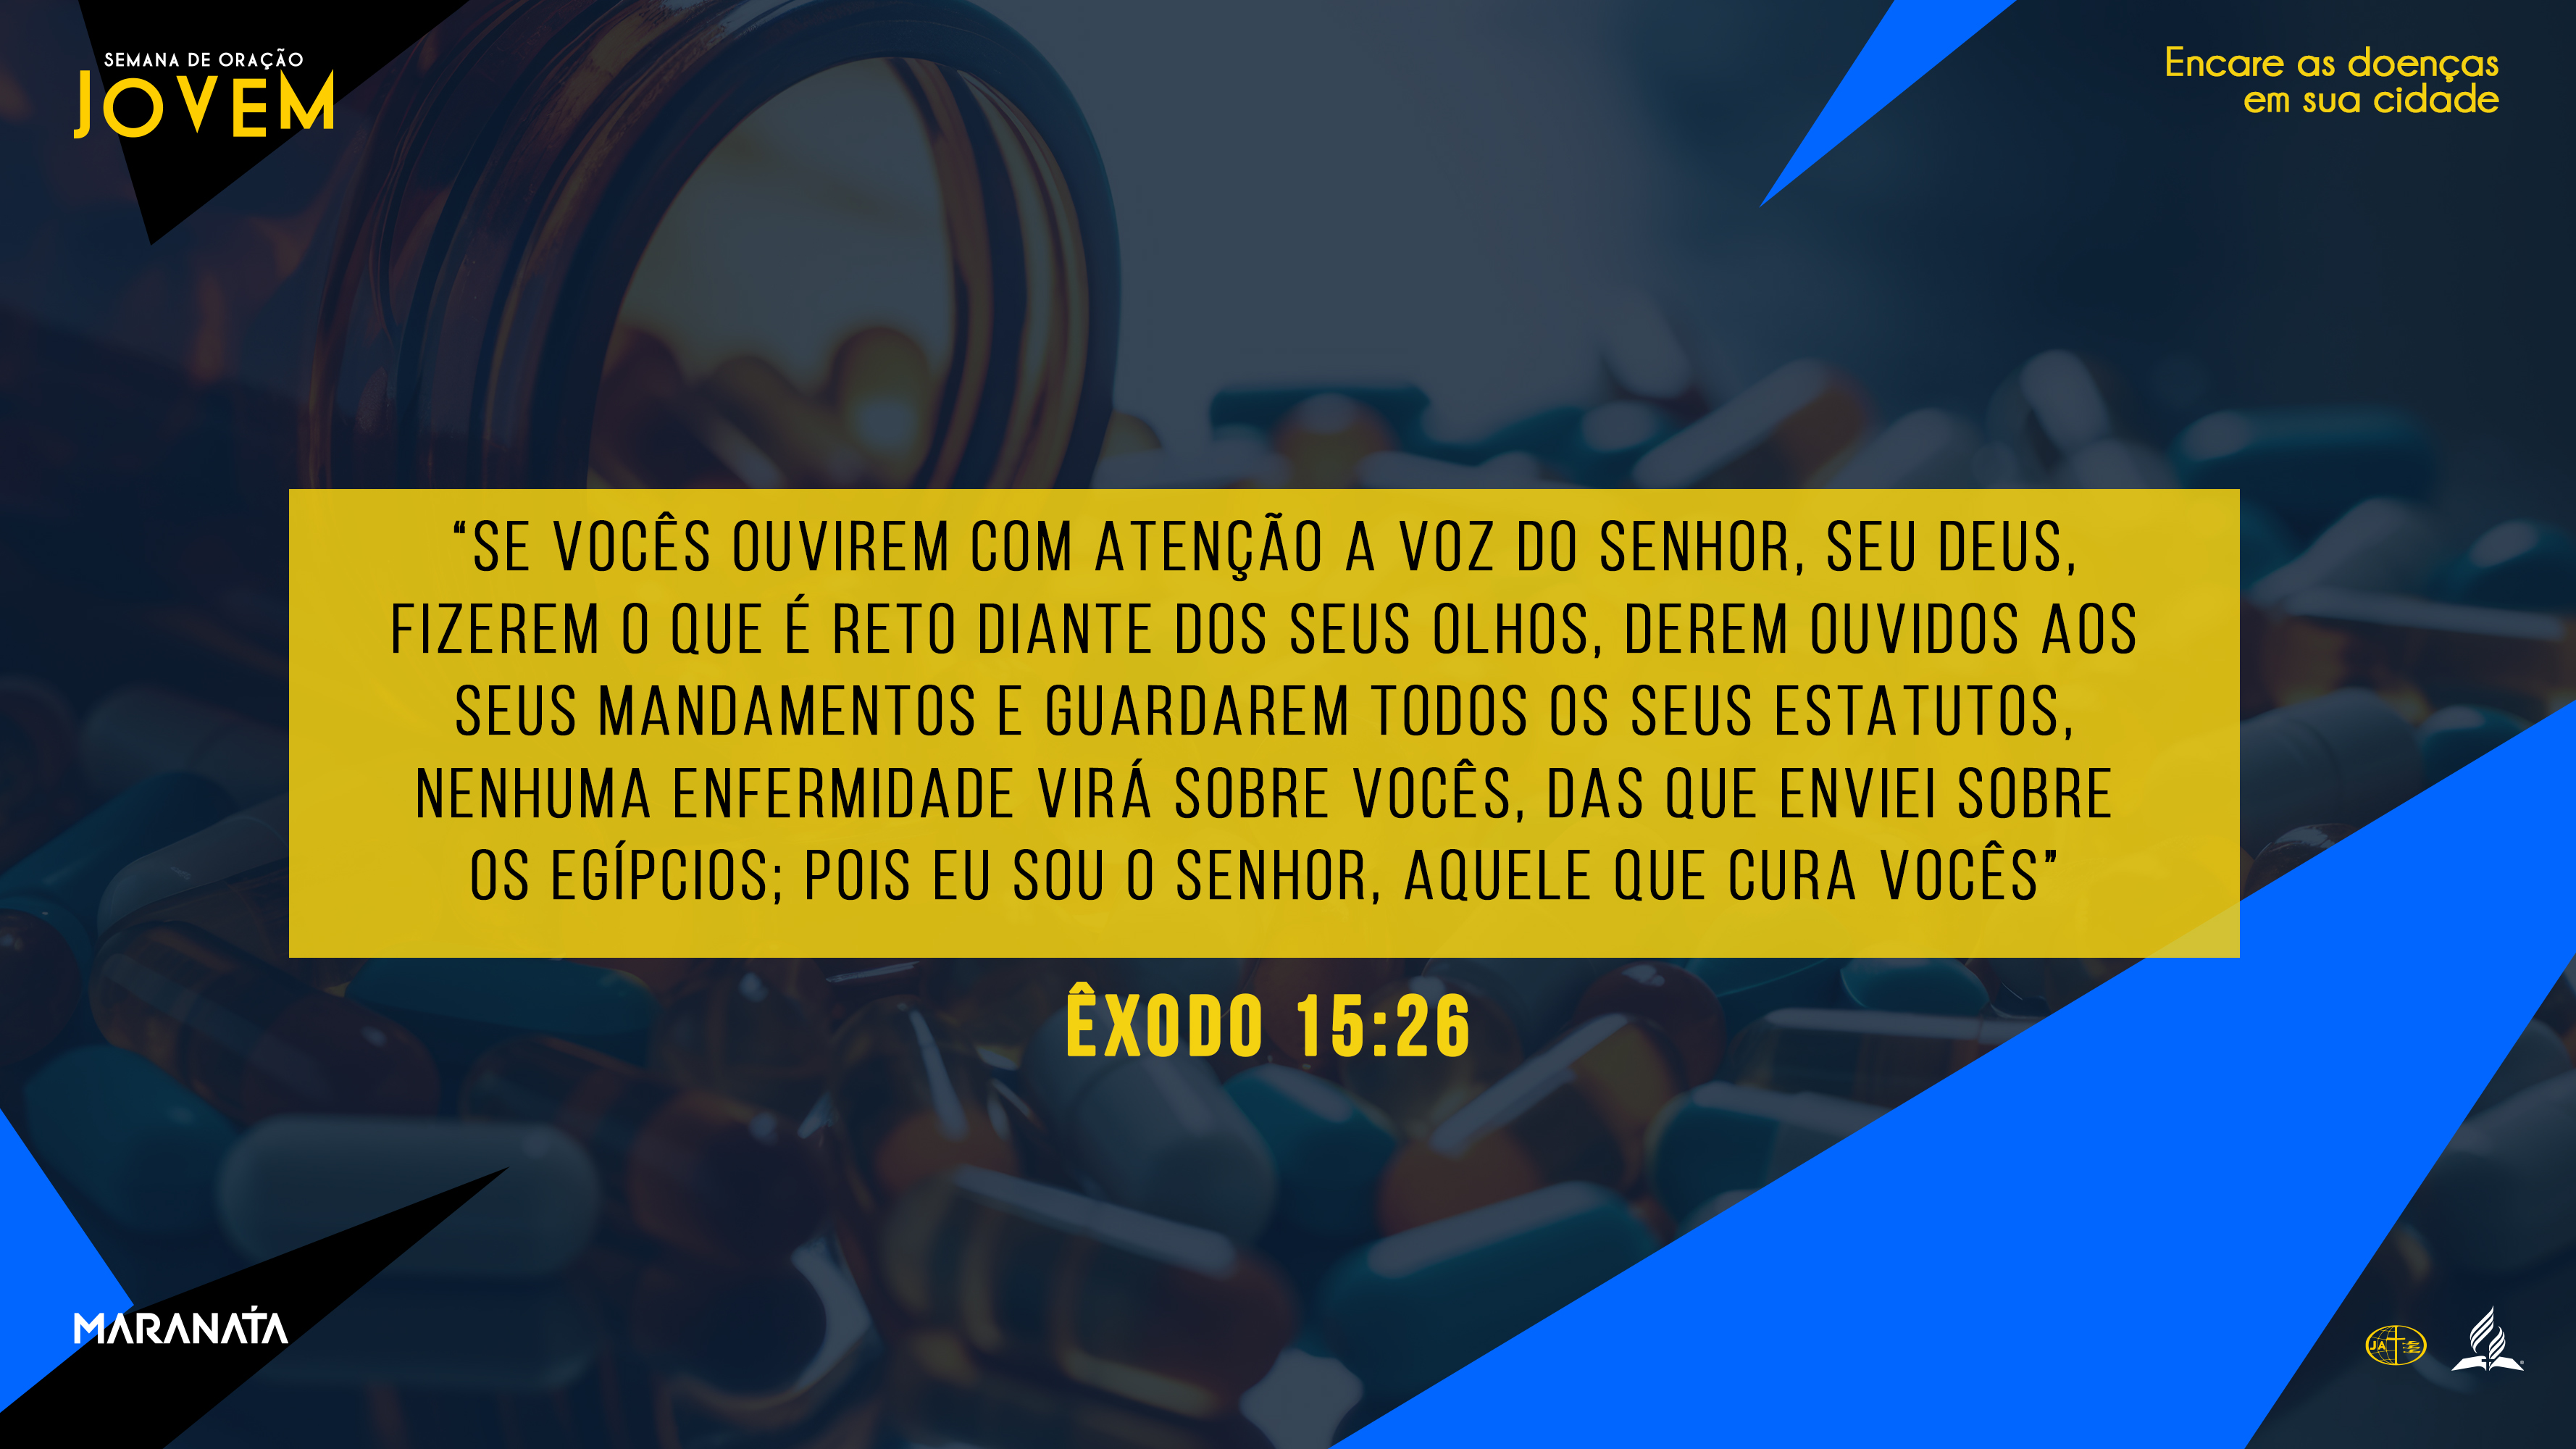 SEMANA DE ORAÇÃO
JOVEM
Encare as doenças
em sua cidade
“SE VOCÊS OUVIREM COM ATENÇÃO A VOZ DO SENHOR, SEU DEUS,
FIZEREM O QUE É RETO DIANTE DOS SEUS OLHOS, DEREM OUVIDOS AOS
SEUS MANDAMENTOS E GUARDAREM TODOS OS SEUS ESTATUTOS,
NENHUMA ENFERMIDADE VIRÁ SOBRE VOCÊS, DAS QUE ENVIEI SOBRE
OS EGÍPCIOS; POIS EU SOU O SENHOR, AQUELE QUE CURA VOCÊS”
ÊXODO 15:26
MARANATA
JA